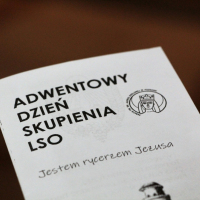 ADWENTOWY
DZIEŃ
SKUPIENIA
LSO
Jestem rycerzem Jezusa